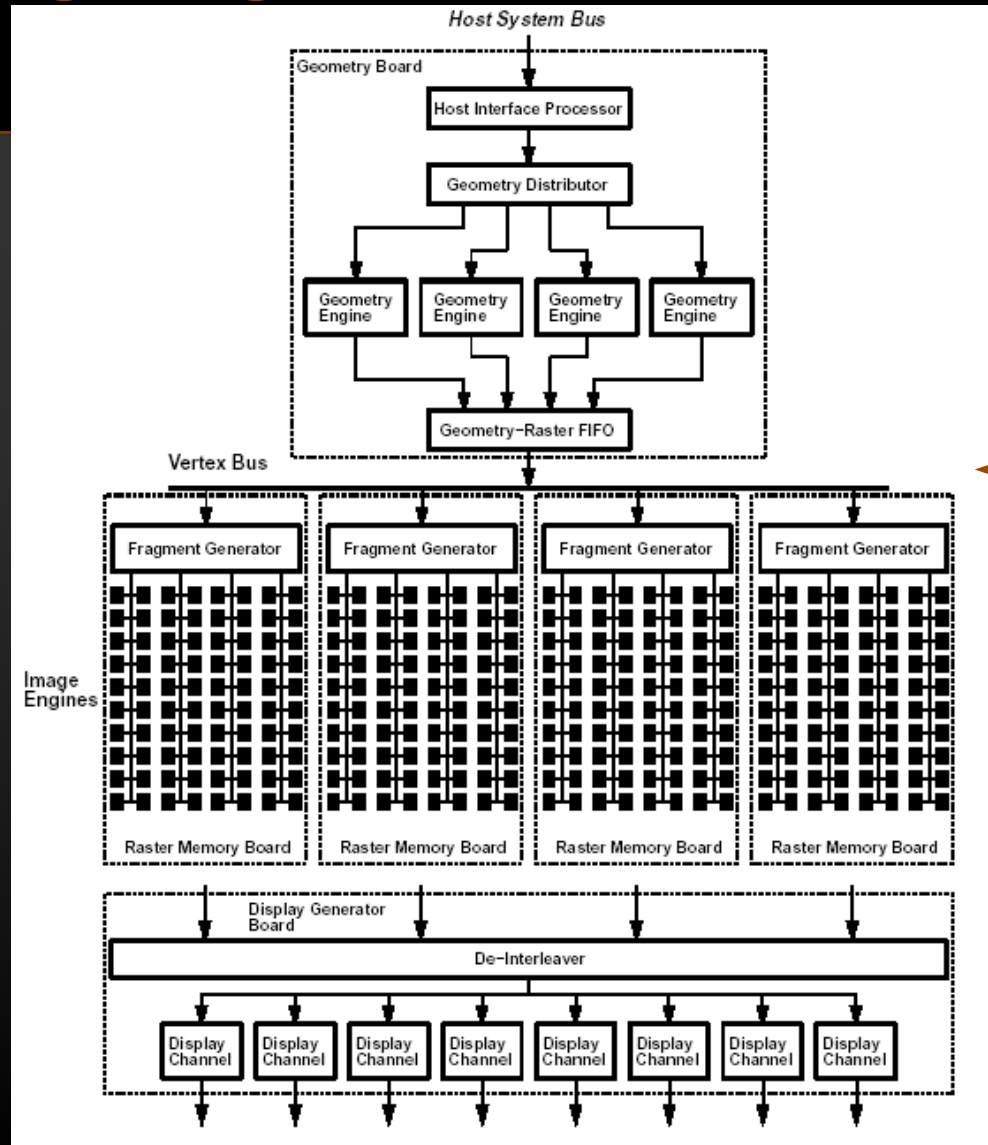 Host System Bus
Geometry Board
Host Interface Processor
Geometry Distributor
Geometry Engine
Geometry Engine
Geometry Engine
Geometry Engine
Geometry-Raster FIFO
Vertex Bus
Fragment Generator
Fragment Generator
Fragment Generator
Fragment Generator
Image
Engines
Raster Memory Board
Raster Memory Board
Raster Memory Board
Raster Memory Board
Display Generator
Board
De-Interleaver
Display Channel
Display Channel
Display Channel
Display Channel
Display Channel
Display Channel
Display Channel
Display Channel